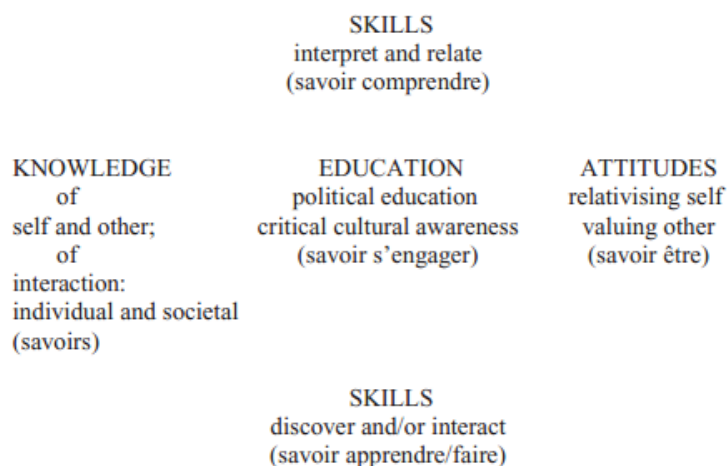 SKILLS
interpret and relate
(savoir comprendre)
KNOWLEDGE
of
self and other;
of
interaction:
individual and societal
(savoirs)
EDUCATION
political education
critical cultural awareness
(savoir s'engager)
ATTITUDES
relativising self
valuing other
(savoir être)
SKILLS
discover and/or interact
(savoir apprendre/faire)